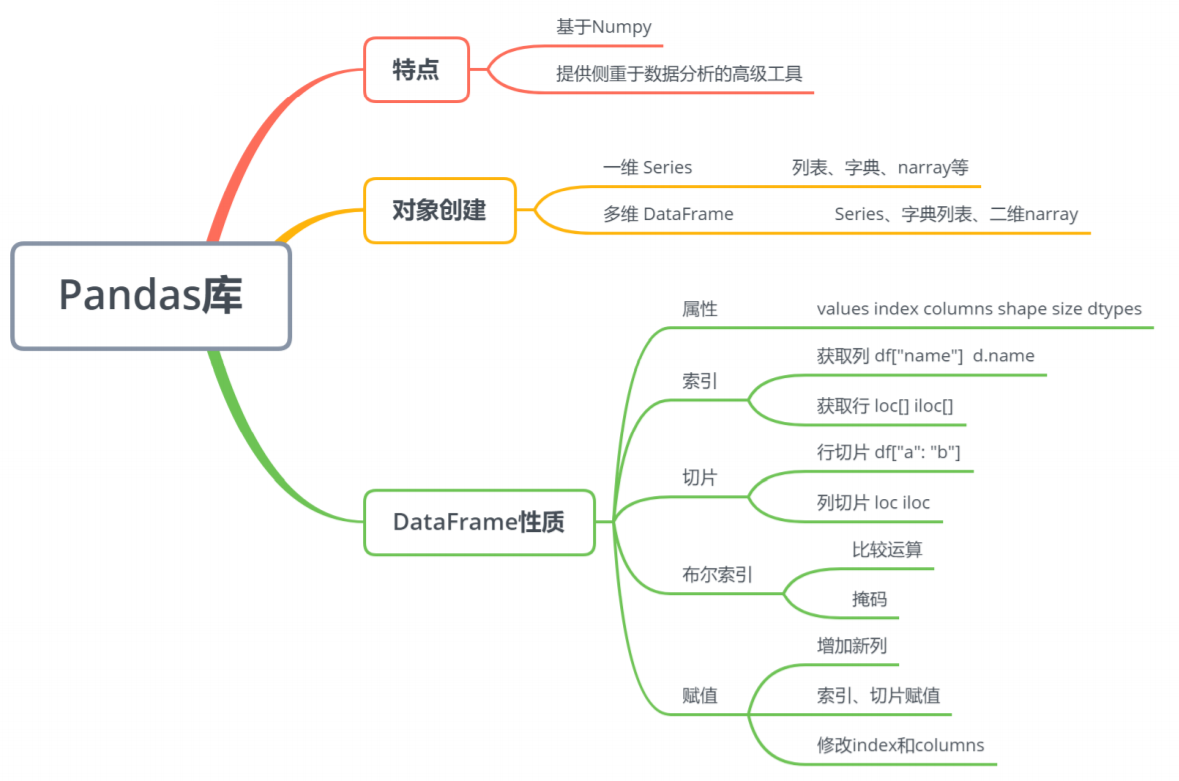 Pandas库
特点
基于Numpy
提供侧重于数据分析的高级工具
对象创建
一维 Series 列表、字典、narray等
多维 DataFrame Series、字典列表、二维narray
DataFrame性质
属性 values index columns shape size dtypes
索引
获取列 df["name"] d.name
获取行 loc[] iloc[]
切片
行切片 df["a": "b"]
列切片 loc iloc
布尔索引
比较运算
掩码
赋值
增加新列
索引、切片赋值
修改index和columns